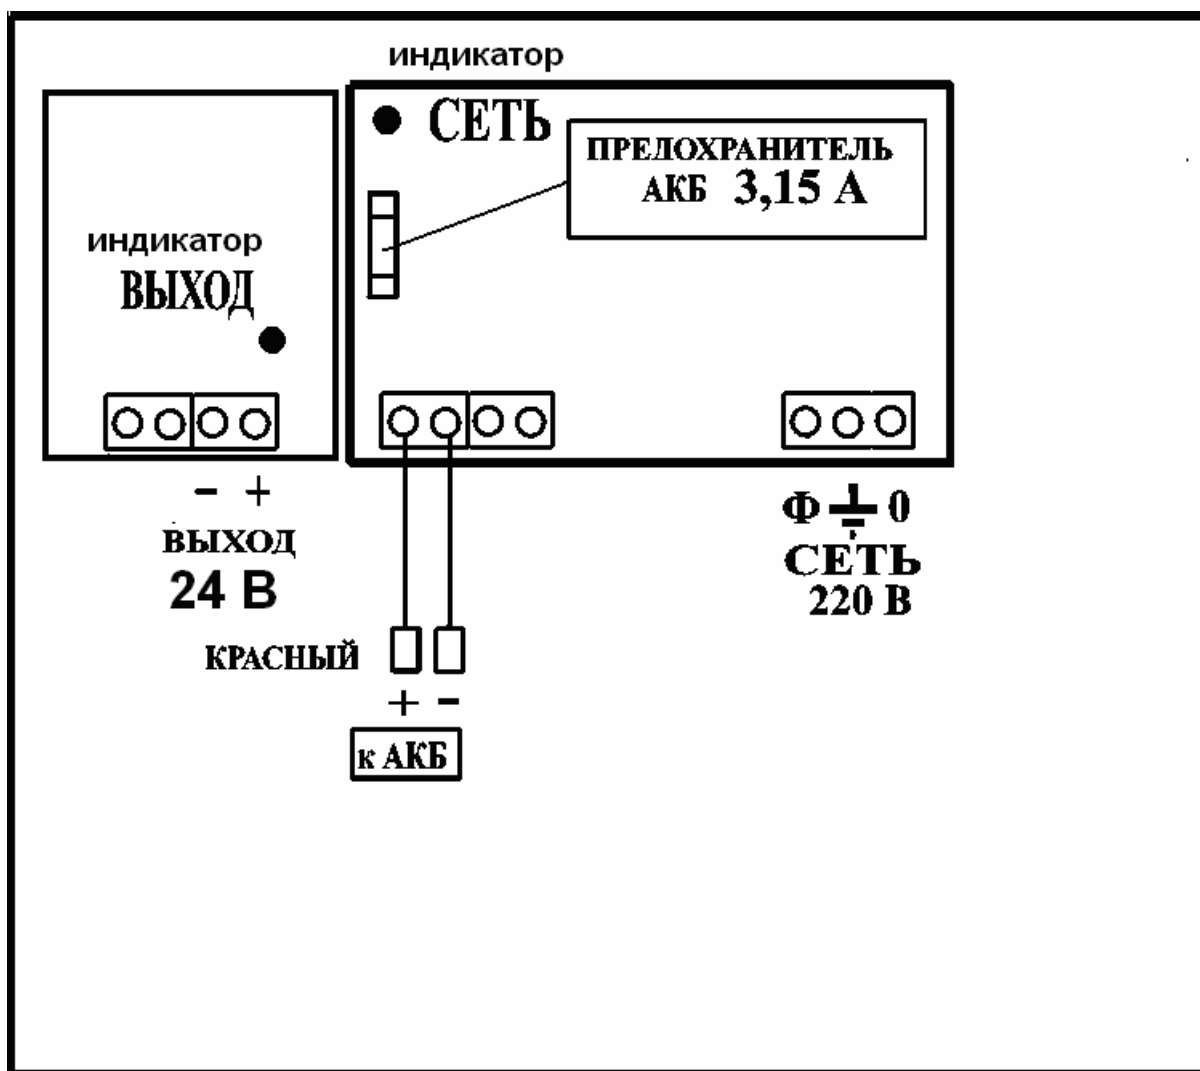 индикатор
СЕТЬ
ПРЕДОХРАНИТЕЛЬ
АКБ 3,15 А
индикатор
ВЫХОД
- +
ВЫХОД
24 В
Ф 0
СЕТЬ
220 В
КРАСНЫЙ
+ -
к АКБ